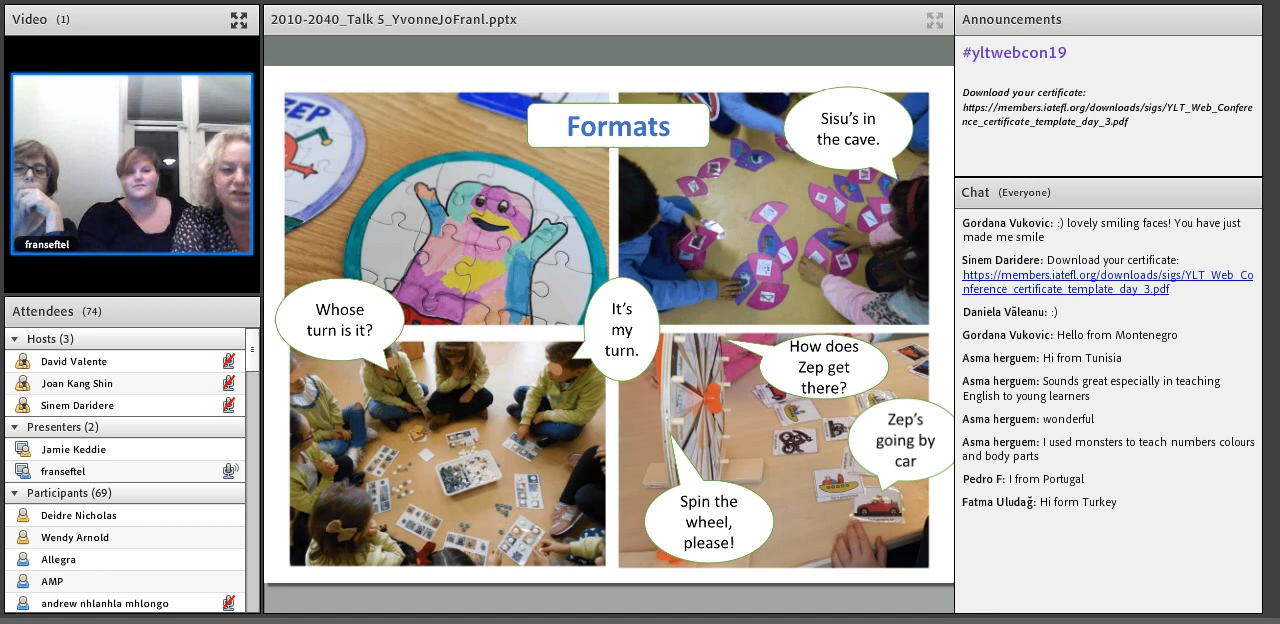 Video (1)
franseftel
Attendees (74)
Hosts (3)
David Valente
Joan Kang Shin
Sinem Daridere
Presenters (2)
Jamie Keddie
franseftel
Participants (69)
Deidre Nicholas
Wendy Arnold
Allegra
AMP
andrew nhlanhla mhlongo
2010-2040_Talk 5_YvonneJoFranl.pptx
Formats
ZEP
Sisu's in
the cave.
Whose
turn is it?
It's
my
turn.
How does
Zep get
there?
Zep's
going by
car
Spin the
wheel,
please!
Announcements
#yltwebcon19
Download your certificate:
https://members.iatefl.org/downloads/sigs/YLT_Web_Confere
nce_certificate_template_day_3.pdf
Chat (Everyone)
Gordana Vukovic: :) lovely smiling faces! You have just
made me smile
Sinem Daridere: Download your certificate:
https://members.iatefl.org/downloads/sigs/YLT_Web_Co
nference_certificate_template_day_3.pdf
Daniela Văleanu: :)
Gordana Vukovic: Hello from Montenegro
Asma herguem: Hi from Tunisia
Asma herguem: Sounds great especially in teaching
English to young learners
Asma herguem: wonderful
Asma herguem: I used monsters to teach numbers colours
and body parts
Pedro F: I from Portugal
Fatma Uludağ: Hi form Turkey